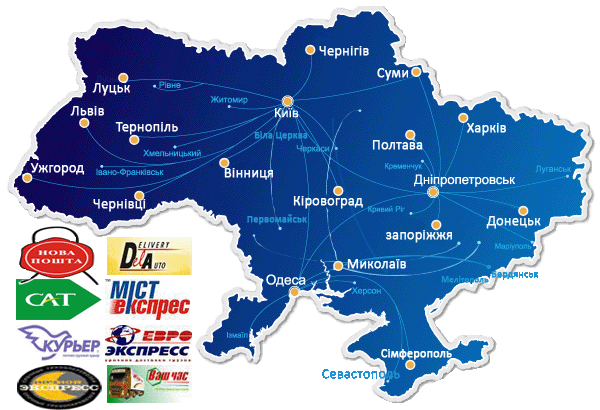 Чернігів
Суми
Луцьк
Рівне
Житомир
Київ
Львів
Тернопіль
Біла Церква
Харків
Полтава
Черкаси
Хмельницький
Кременчук
Луганськ
Ужгород
Івано-Франківськ
Вінниця
Дніпропетровськ
Чернівці
Кіровоград
Кривий Ріг
Донецьк
Первомайськ
запоріжжя
Маріуполь
Миколаїв
Бердянськ
Мелітополь
Одеса
Херсон
Ізмаїл
Сімферополь
Севастополь
НОВА
ПОШТА
DELIVERY
AUTO
САТ
МІСТ
експрес
КУРЬЕР
ЕВРО
ЭКСПРЕСС
НОЧНОЙ
ЭКСПРЕСС
Ваш час